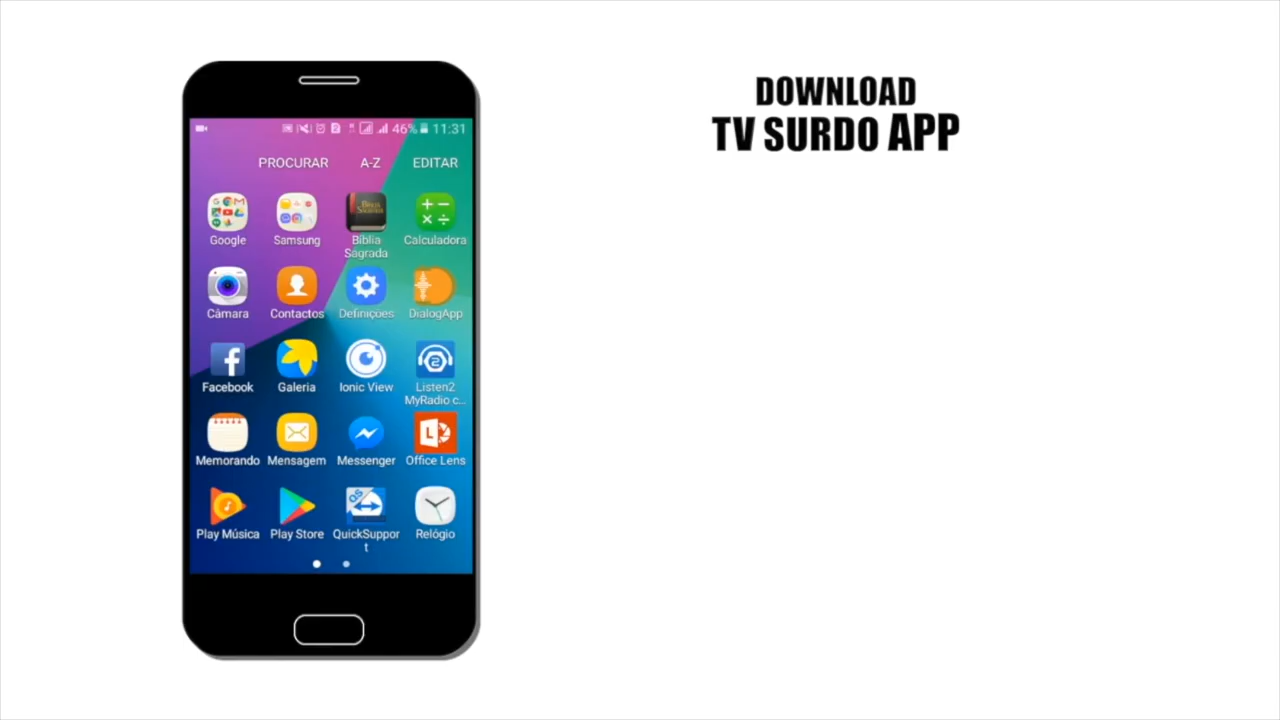 DOWNLOAD
TV SURDO APP
46% 11:31
PROCURAR A-Z EDITAR
Google Samsung Bíblia Sagrada Calculadora
Câmara Contactos Definições DialogApp
Facebook Galeria Ionic View Listen2 MyRadio c...
Memorando Mensagem Messenger Office Lens
Play Música Play Store QuickSupport Relógio